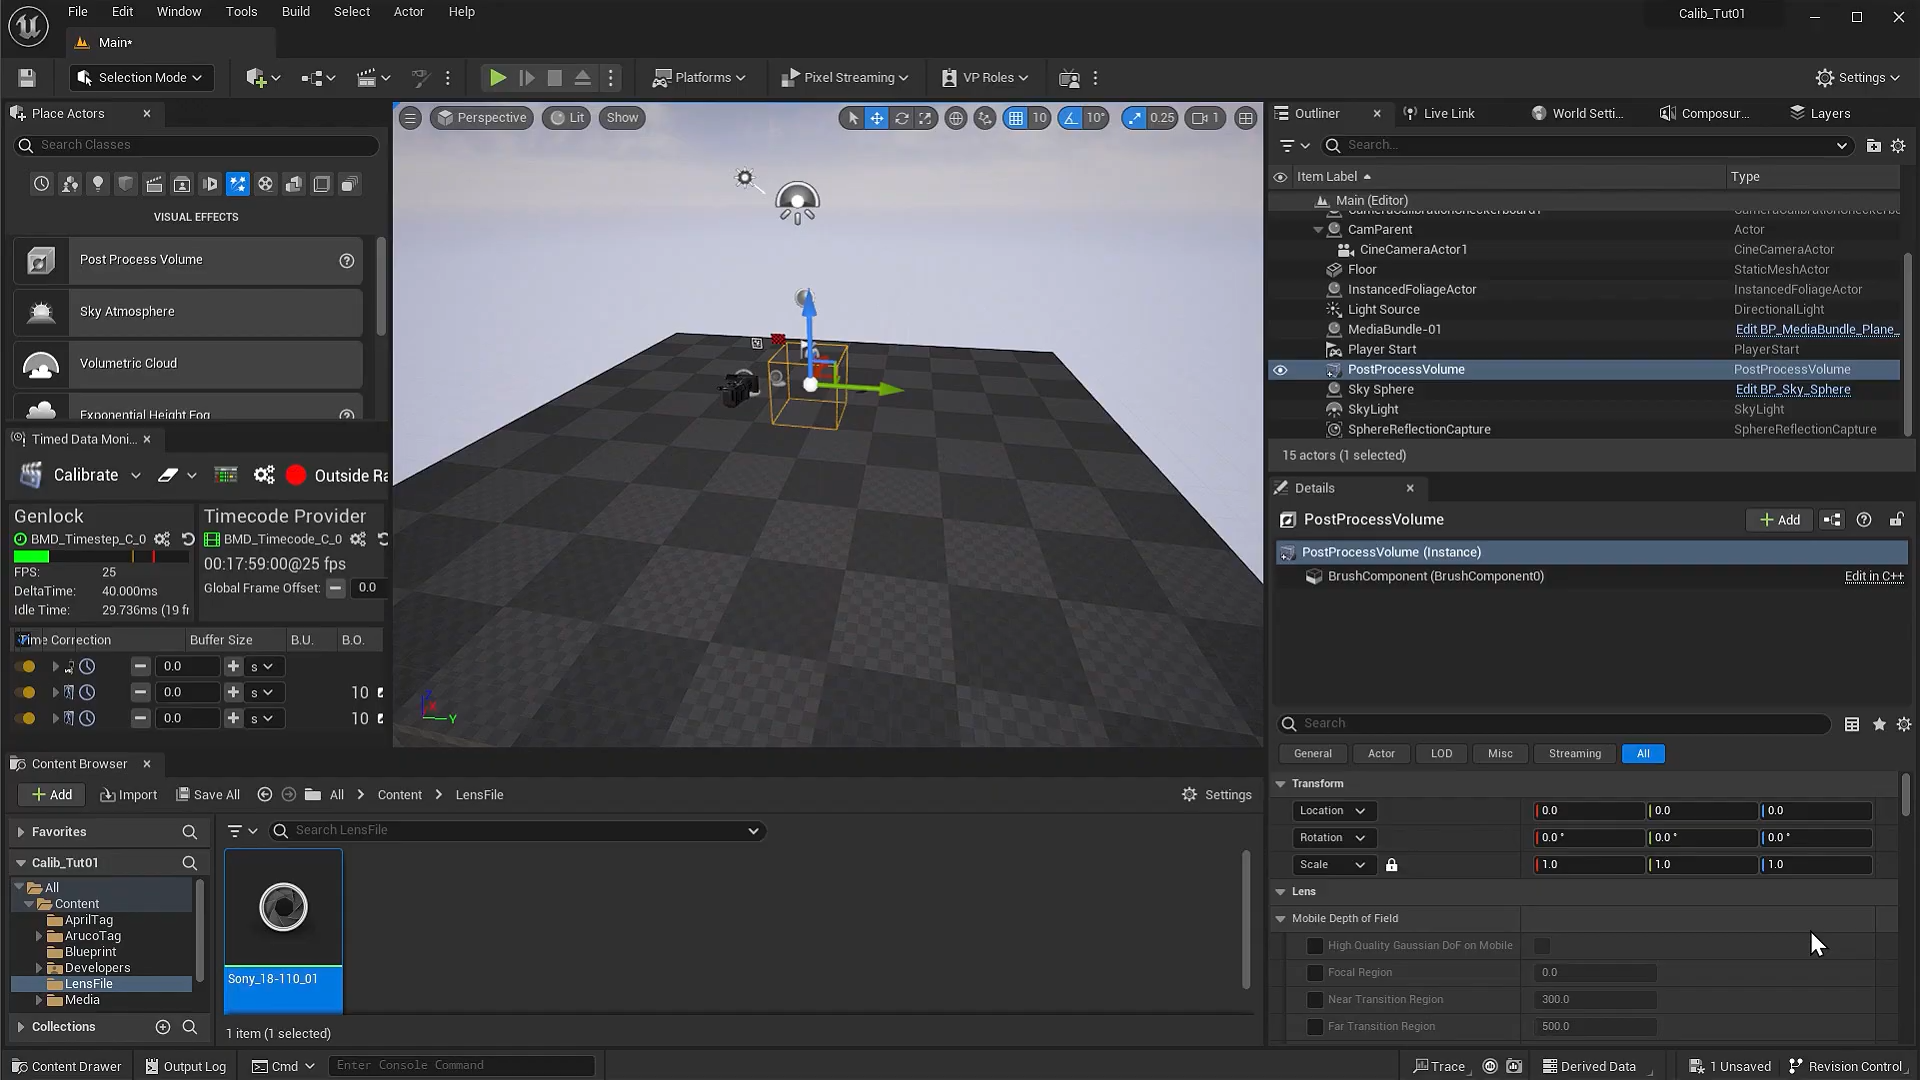 File Edit Window Tools Build Select Actor Help
Calib_Tut01
Main*
Selection Mode
Platforms
Pixel Streaming
VP Roles
Settings
Place Actors
Search Classes
VISUAL EFFECTS
Post Process Volume
Sky Atmosphere
Volumetric Cloud
Exponential Height Fog
Timed Data Moni...
Calibrate
Outside Ra
Genlock
BMD_Timestep_C_0
FPS: 25
DeltaTime: 40.000ms
Idle Time: 29.736ms (19 fr
Timecode Provider
BMD_Timecode_C_0
00:17:59:00@25 fps
Global Frame Offset: 0.0
Time Correction Buffer Size B.U. B.O.
0.0 s
0.0 s 10
0.0 s 10
Perspective Lit Show
10 10° 0.25 1
Z
X
Y
Outliner Live Link World Setti... Composur... Layers
Search...
Item Label Type
Main (Editor)
CameraCalibrationCheckerboard1
CamParent Actor
CineCameraActor1 CineCameraActor
Floor StaticMeshActor
InstancedFoliageActor InstancedFoliageActor
Light Source DirectionalLight
MediaBundle-01 Edit BP_MediaBundle_Plane_
Player Start PlayerStart
PostProcessVolume PostProcessVolume
Sky Sphere Edit BP_Sky_Sphere
SkyLight SkyLight
SphereReflectionCapture SphereReflectionCapture
15 actors (1 selected)
Details
PostProcessVolume
Add
PostProcessVolume (Instance)
BrushComponent (BrushComponent0) Edit in C++
Search
General Actor LOD Misc Streaming All
Transform
Location 0.0 0.0 0.0
Rotation 0.0 ° 0.0 ° 0.0 °
Scale 1.0 1.0 1.0
Lens
Mobile Depth of Field
High Quality Gaussian DoF on Mobile
Focal Region 0.0
Near Transition Region 300.0
Far Transition Region 500.0
Content Browser
Add Import Save All All Content LensFile Settings
Favorites
Calib_Tut01
All
Content
AprilTag
ArucoTag
Blueprint
Developers
LensFile
Media
Collections
Search LensFile
Sony_18-110_01
1 item (1 selected)
Content Drawer Output Log Cmd Enter Console Command
Trace Derived Data 1 Unsaved Revision Control